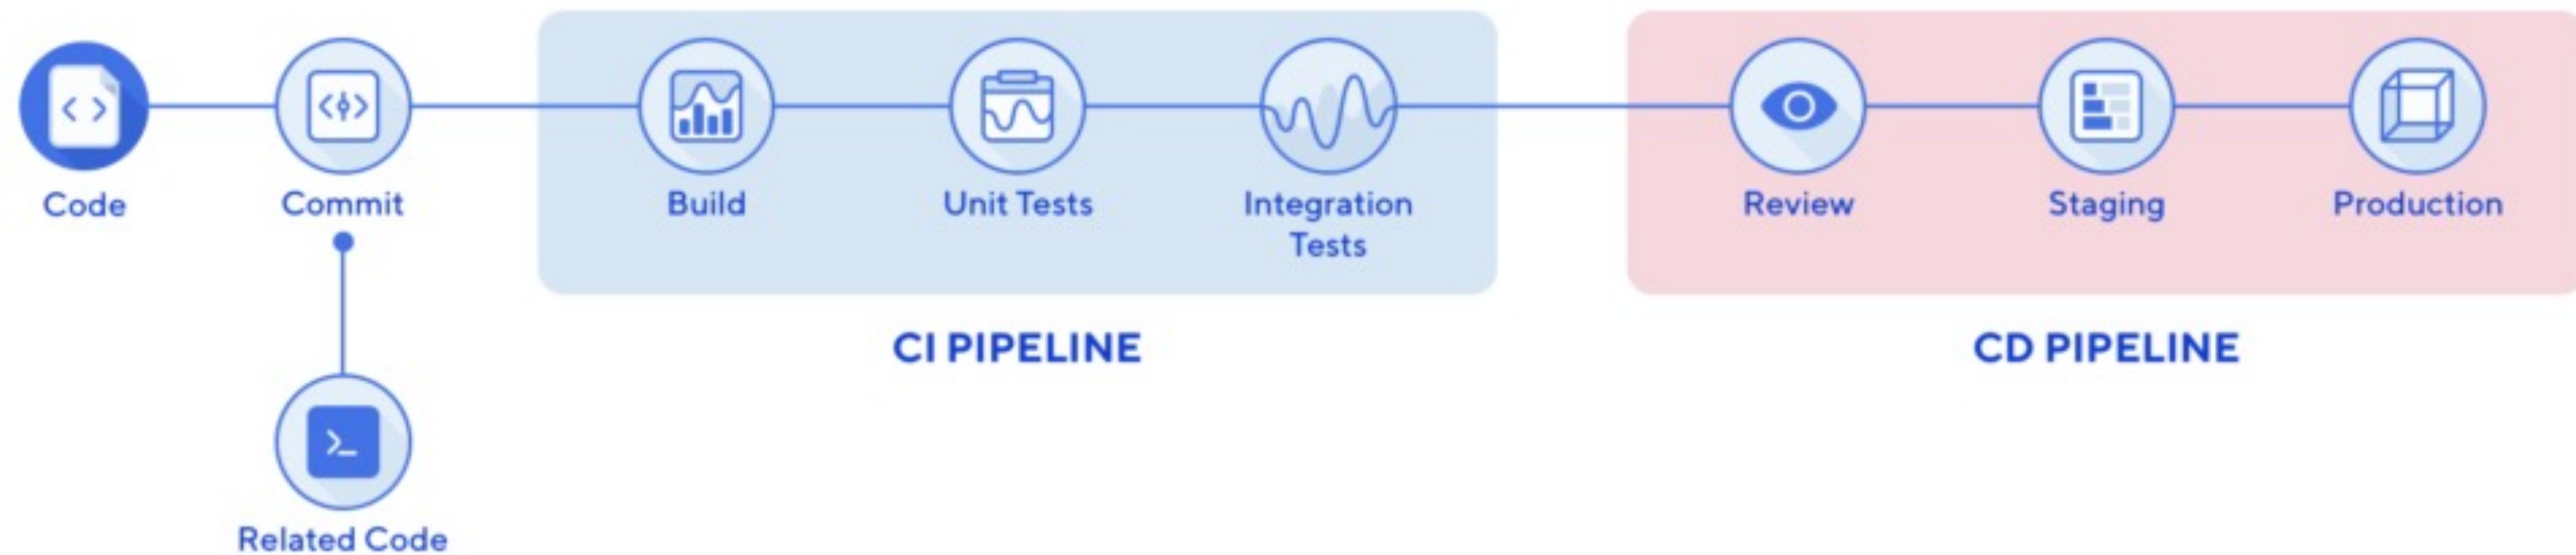 Code
Commit
Build
Unit Tests
Integration
Tests
Review
Staging
Production
CI PIPELINE
CD PIPELINE
Related Code